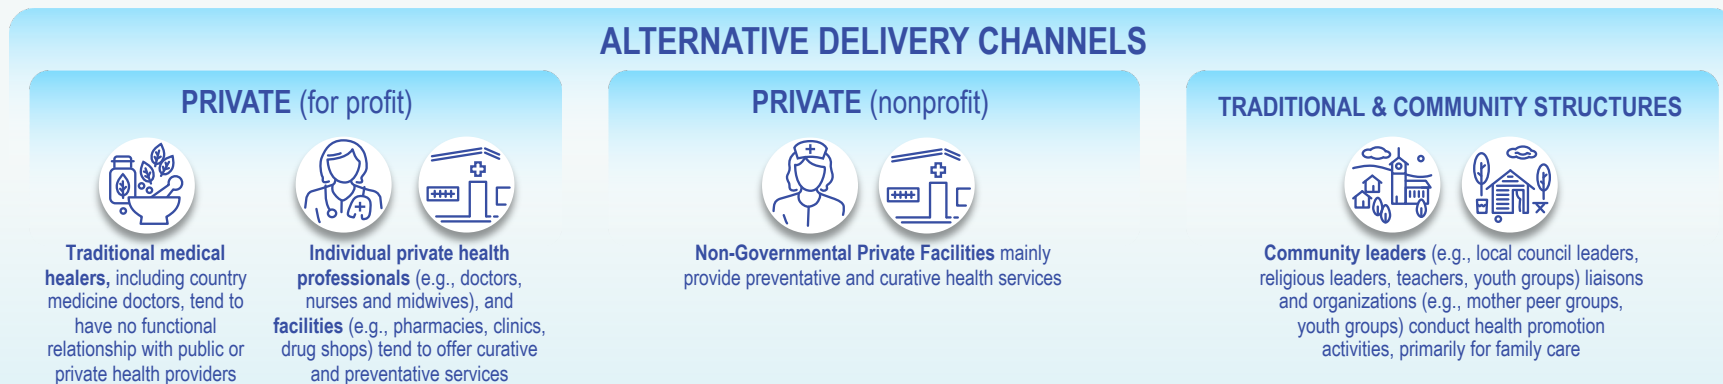 ALTERNATIVE DELIVERY CHANNELS
PRIVATE (for profit)
Traditional medical
healers, including country
medicine doctors, tend to
have no functional
relationship with public or
private health providers
Individual private health
professionals (e.g., doctors,
nurses and midwives), and
facilities (e.g., pharmacies, clinics,
drug shops) tend to offer curative
and preventative services
PRIVATE (nonprofit)
Non-Governmental Private Facilities mainly
provide preventative and curative health services
TRADITIONAL & COMMUNITY STRUCTURES
Community leaders (e.g., local council leaders,
religious leaders, teachers, youth groups) liaisons
and organizations (e.g., mother peer groups,
youth groups) conduct health promotion
activities, primarily for family care